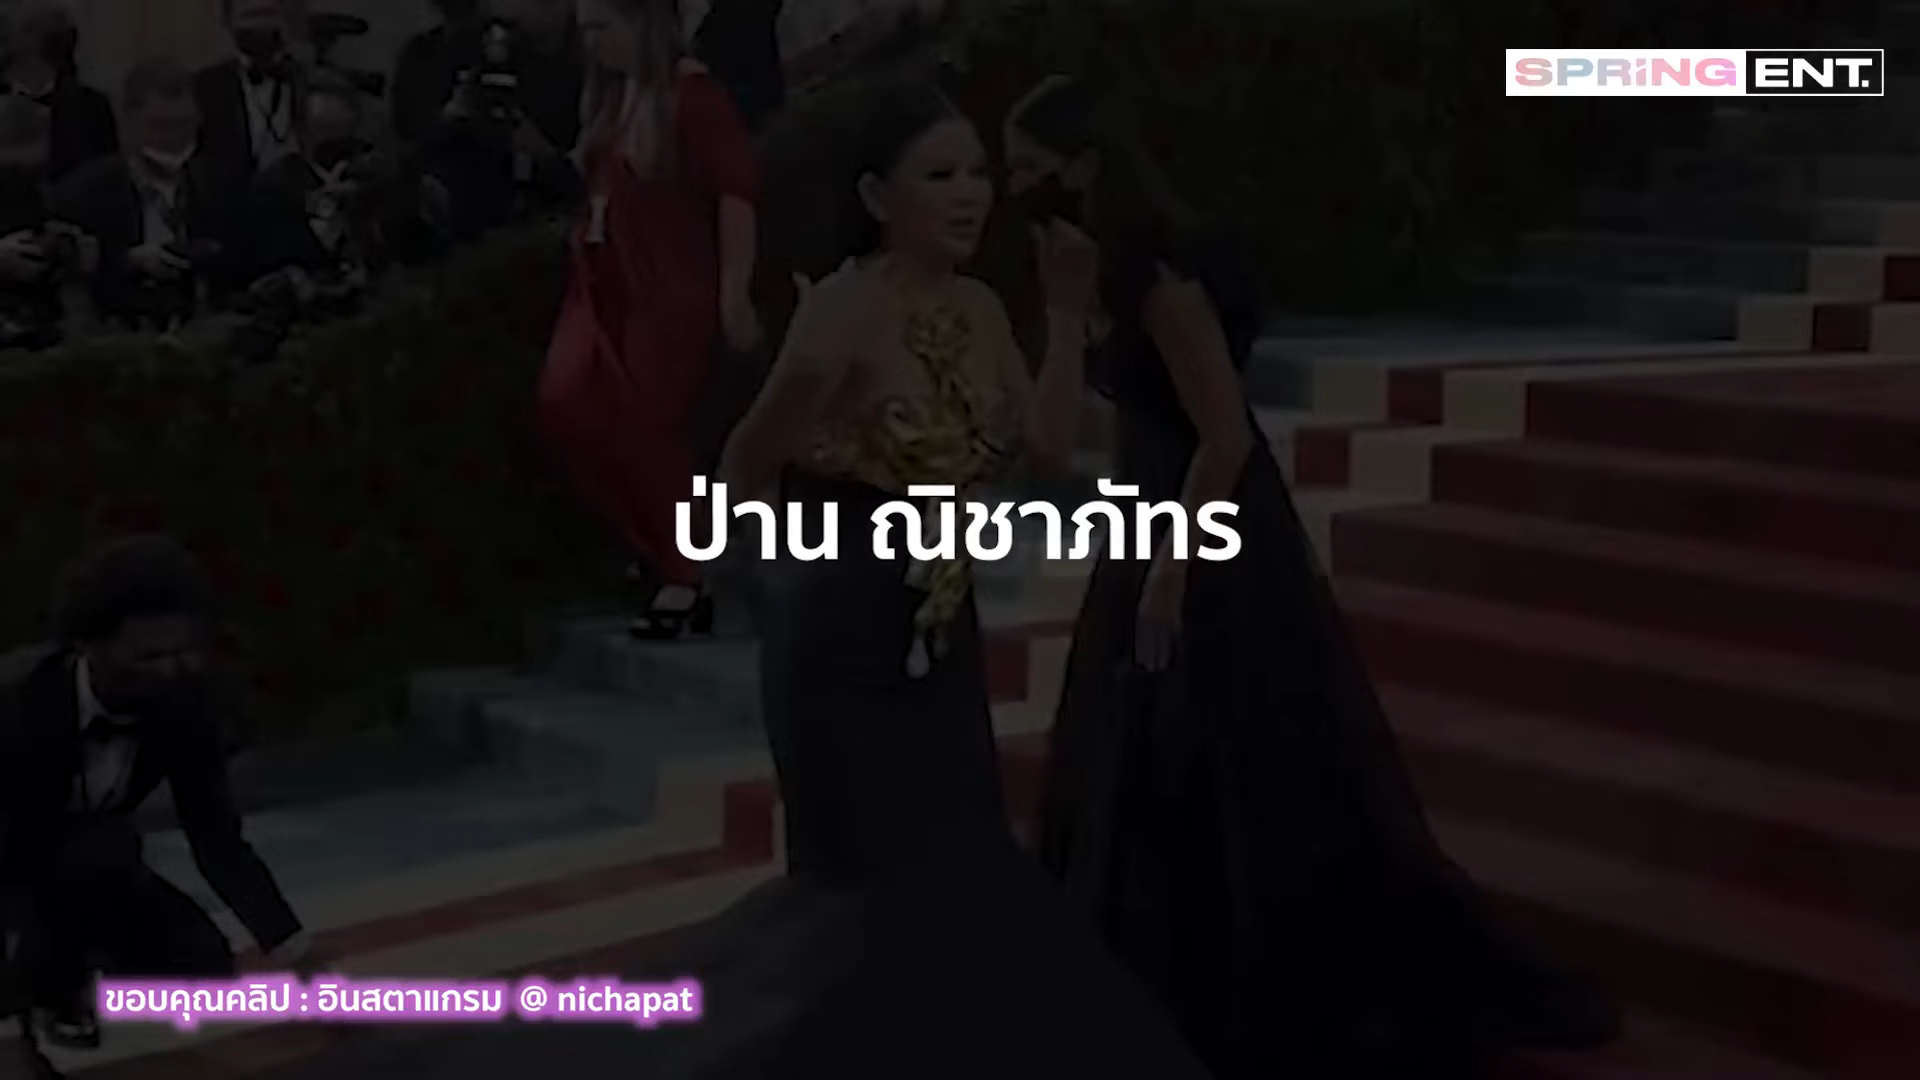 SPRiNG ENT.
ป่าน ณิชาภัทร
ขอบคุณคลิป : อินสตาแกรม @ nichapat